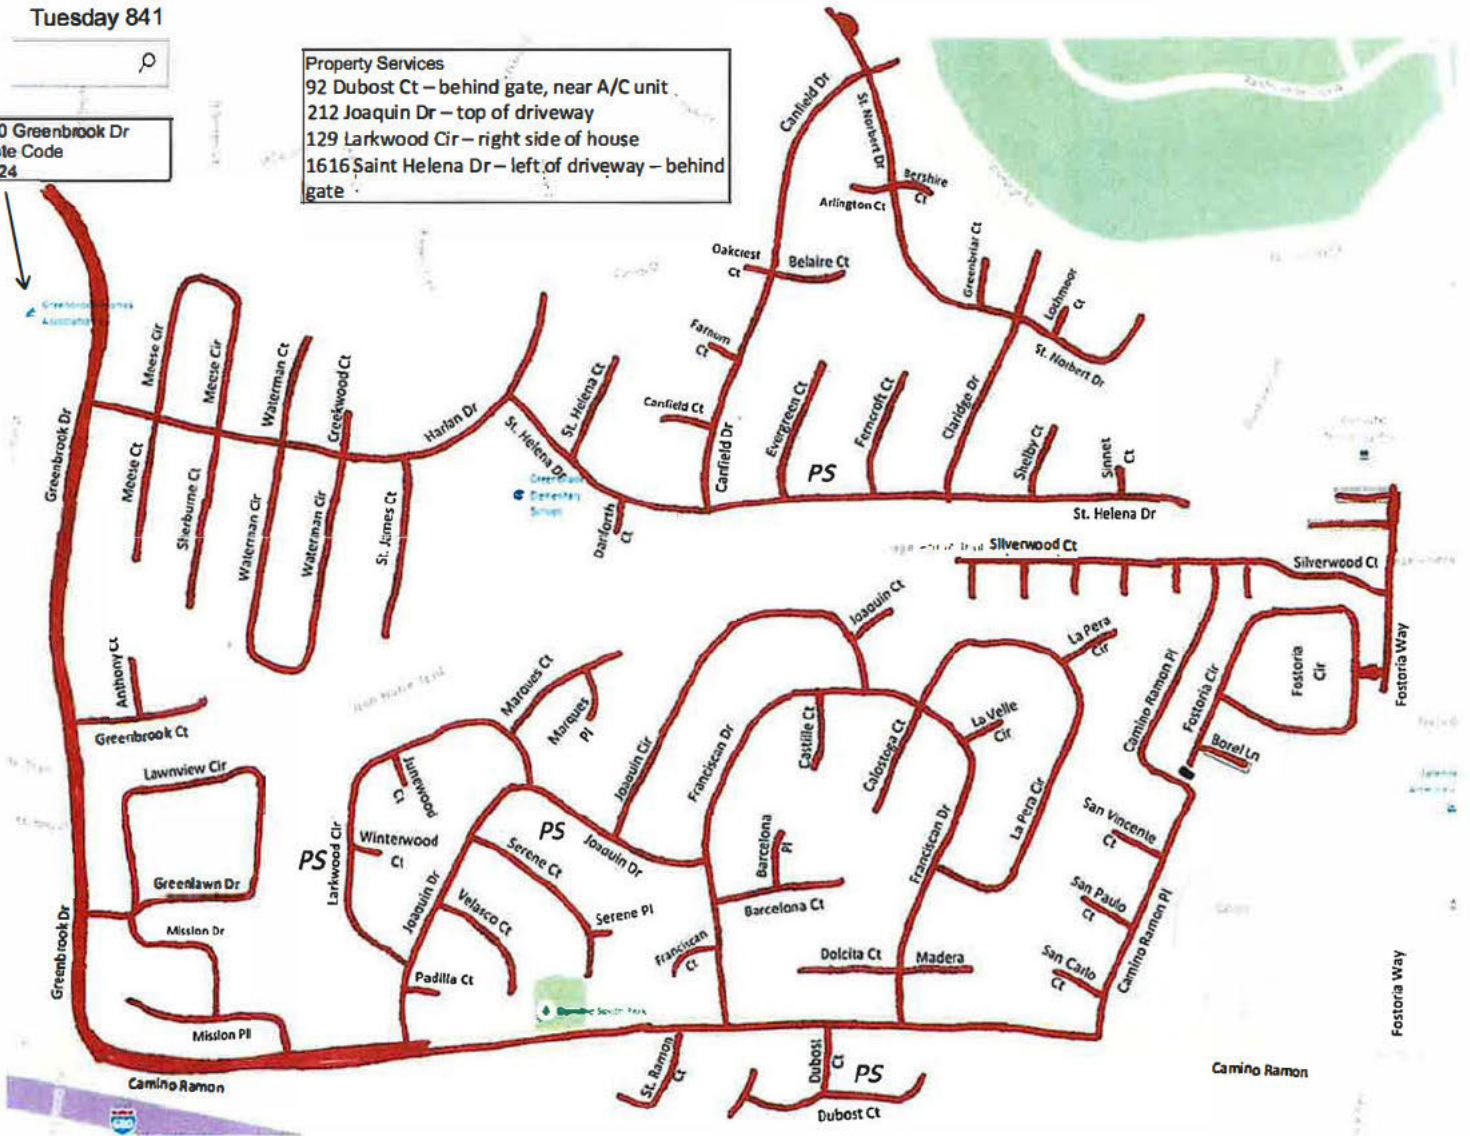 Tuesday 841
Property Services
92 Dubost Ct – behind gate, near A/C unit
212 Joaquin Dr – top of driveway
129 Larkwood Cir – right side of house
1616 Saint Helena Dr – left of driveway – behind
gate
0 Greenbrook Dr
te Code
24
Canfield Dr
St. Norbert Dr
Bershire
Ct
Arlington Ct
Oakcrest
Ct
Belaire Ct
Greenbriar Ct
Lochmoor
Ct
St. Norbert Dr
Farnum
Ct
Canfield Ct
Canfield Dr
Evergreen Ct
Ferncroft Ct
Claridge Dr
Shelby Ct
Sinnet
Ct
PS
St. Helena Dr
Meese Cir
Meese Cir
Waterman Ct
Creekwood Ct
Harlan Dr
St. Helena Ct
St. Helena Dr
Greenbrook
Elementary
School
Danforth
Ct
Greenbrook Dr
Meese Ct
Sherburne Ct
Waterman Cir
Waterman Cir
St. James Ct
Silverwood Ct
Silverwood Ct
Anthony Ct
Greenbrook Ct
Iron Horse Trail
Marques Ct
Marques
Pl
Joaquin Ct
La Pera
Cir
Camino Ramon Pl
Fostoria Cir
Fostoria
Cir
Fostoria Way
Borel Ln
Lawnview Cir
Junewood
Ct
Joaquin Cir
Franciscan Dr
Castille Ct
Calostoga Ct
La Velle
Cir
La Pera Cir
San Vincente
Ct
Greenlawn Dr
PS
Larkwood Cir
Winterwood
Ct
PS
Serene Ct
Joaquin Dr
Barcelona
Pl
Franciscan Dr
San Paulo
Ct
Greenbrook Dr
Mission Dr
Joaquin Dr
Velasco Ct
Serene Pl
Barcelona Ct
Franciscan
Ct
Dolcita Ct
Madera
San Carlo
Ct
Camino Ramon Pl
Fostoria Way
Padilla Ct
Mission Pll
Camino Ramon
St. Ramon
Ct
Dubost
Ct
PS
Dubost Ct
Camino Ramon
680